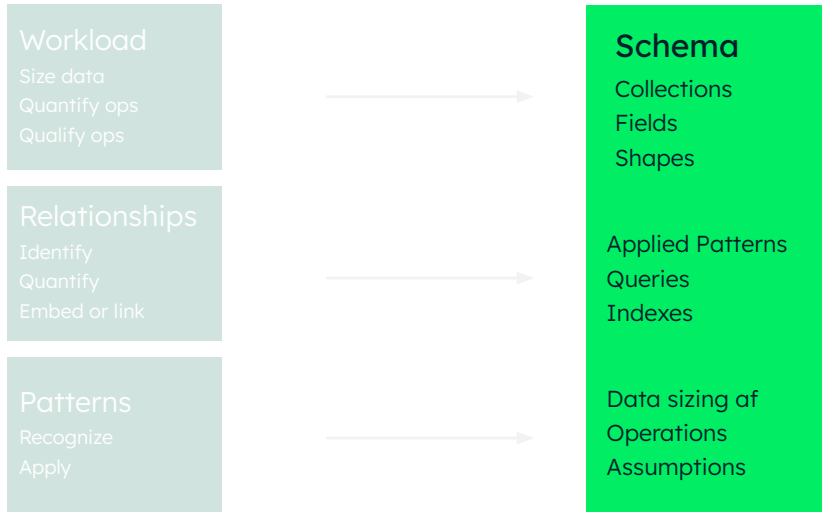 Workload
Size data
Quantify ops
Qualify ops
Relationships
Identify
Quantify
Embed or link
Patterns
Recognize
Apply
Schema
Collections
Fields
Shapes
Applied Patterns
Queries
Indexes
Data sizing af
Operations
Assumptions